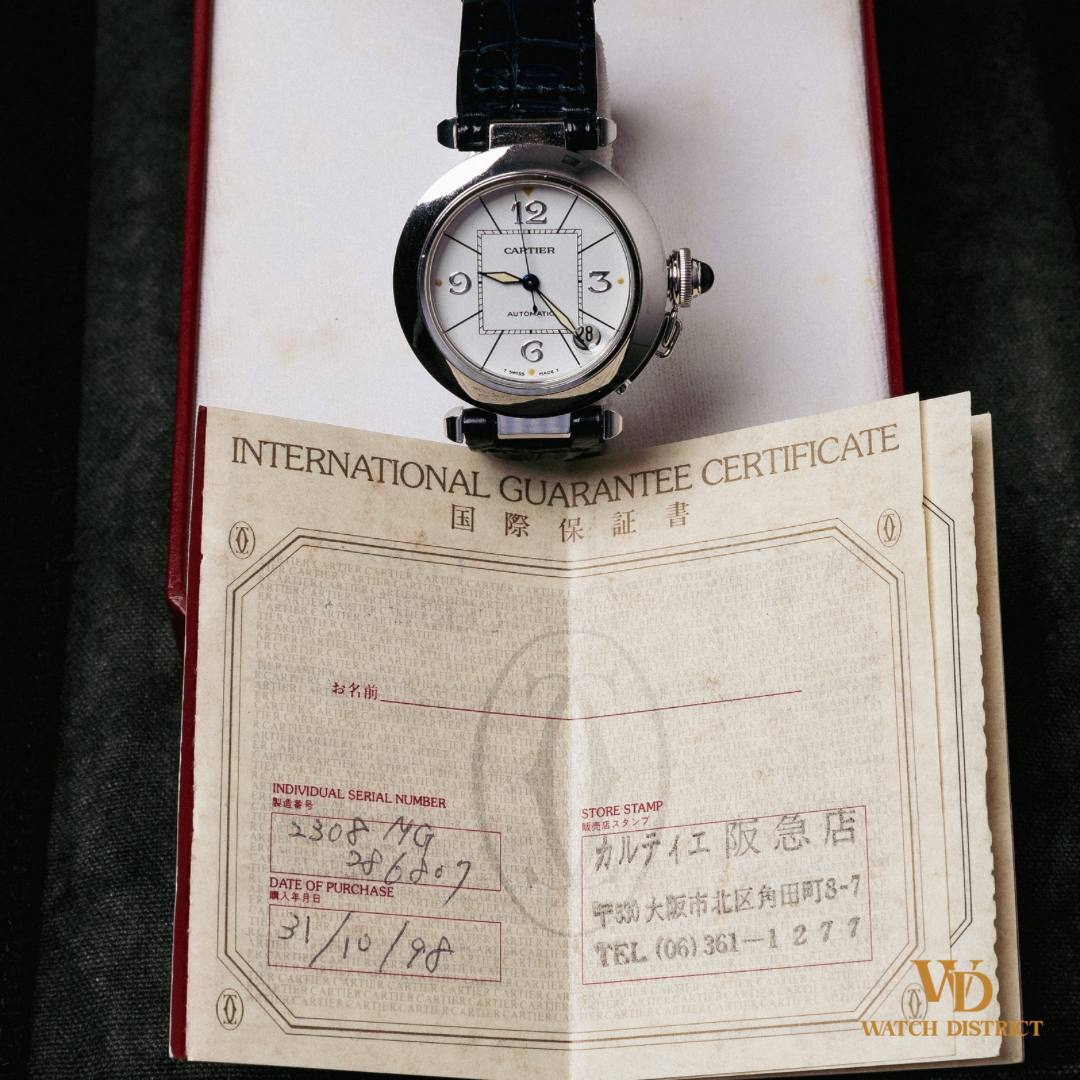 12
CARTIER
9 3
AUTOMATIC
28
6
T SWISS MADE T
INTERNATIONAL GUARANTEE CERTIFICATE
国際保証書
お名前
INDIVIDUAL SERIAL NUMBER
製造番号
2308 MG
286807
DATE OF PURCHASE
購入年月日
31/10/98
STORE STAMP
販売店スタンプ
カルティエ 阪急店
〒530 大阪市北区角田町8-7
TEL (06) 361-1277
WD
WATCH DISTRICT